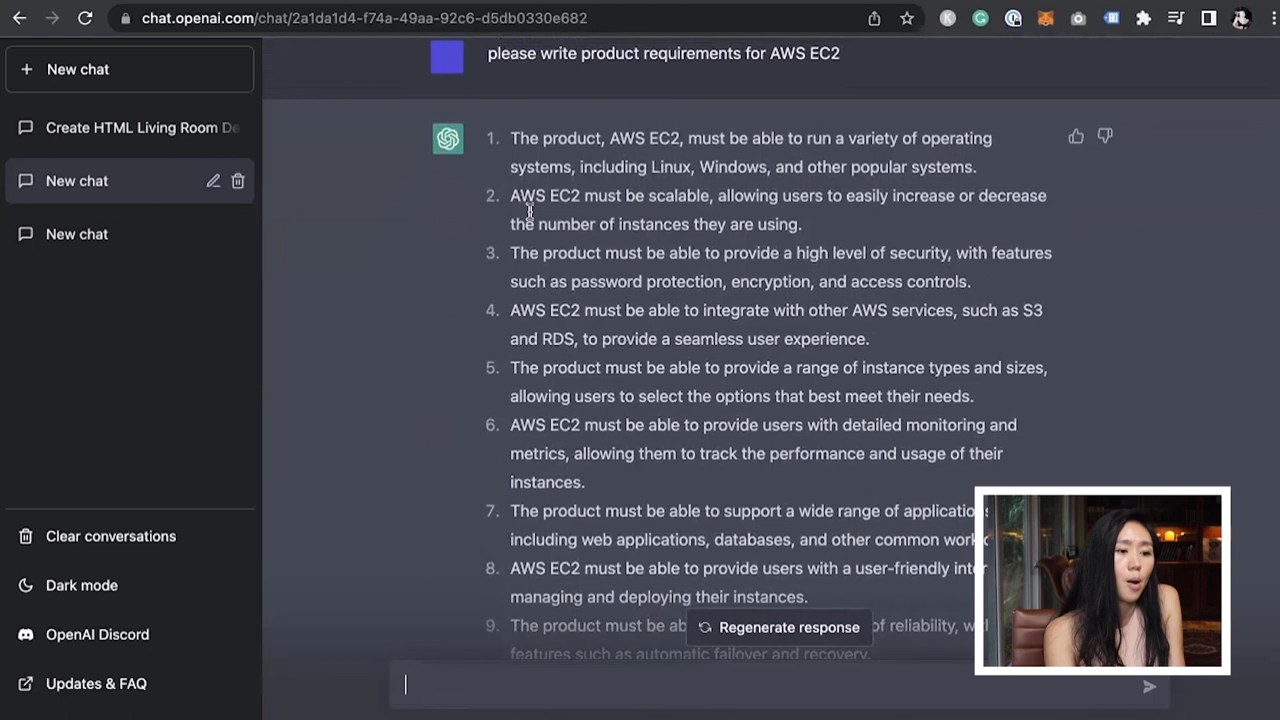 chat.openai.com/chat/2a1da1d4-f74a-49aa-92c6-d5db0330e682
New chat
Create HTML Living Room De
New chat
New chat
Clear conversations
Dark mode
OpenAI Discord
Updates & FAQ
please write product requirements for AWS EC2
1. The product, AWS EC2, must be able to run a variety of operating
systems, including Linux, Windows, and other popular systems.
2. AWS EC2 must be scalable, allowing users to easily increase or decrease
the number of instances they are using.
3. The product must be able to provide a high level of security, with features
such as password protection, encryption, and access controls.
4. AWS EC2 must be able to integrate with other AWS services, such as S3
and RDS, to provide a seamless user experience.
5. The product must be able to provide a range of instance types and sizes,
allowing users to select the options that best meet their needs.
6. AWS EC2 must be able to provide users with detailed monitoring and
metrics, allowing them to track the performance and usage of their
instances.
7. The product must be able to support a wide range of
including web applications, databases, and other common
8. AWS EC2 must be able to provide users with a user-friendly
managing and deploying their instances.
9. The product must be of reliability,
features such as automatic failover and recovery.
Regenerate response